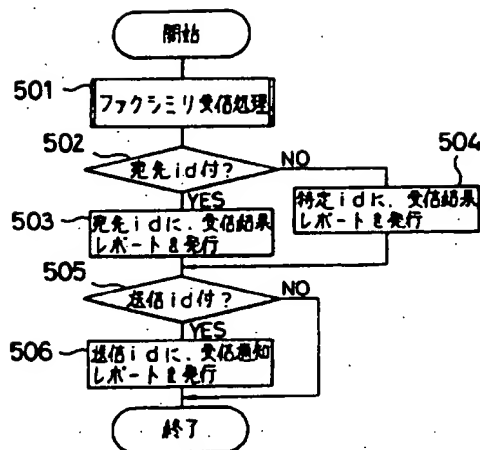 開始
501
ファクシミリ受信処理
502
宛先id付?
NO
504
YES
503
宛先idに、受信結果
レポートを発行
特定idに、受信結果
レポートを発行
505
送信id付?
NO
YES
506
送信idに、受信通知
レポートを発行
終了